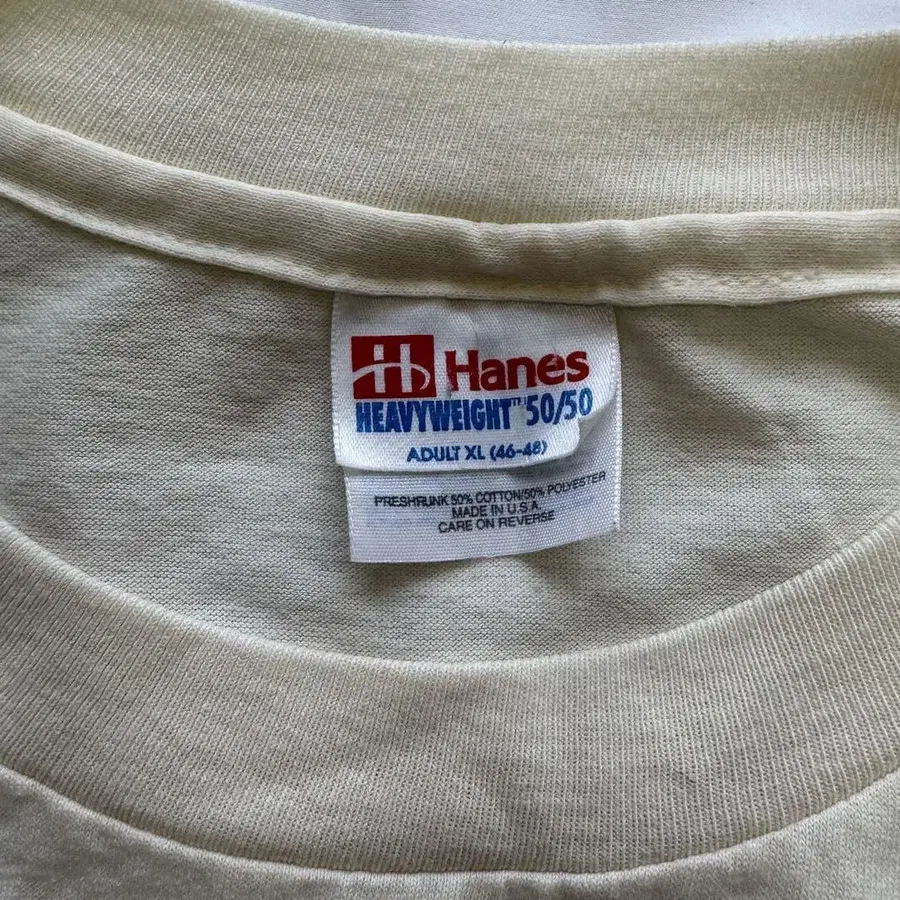 H Hanes
HEAVYWEIGHT™ 50/50
ADULT XL (46-48)
PRESHRUNK 50% COTTON/50% POLYESTER
MADE IN U.S.A.
CARE ON REVERSE